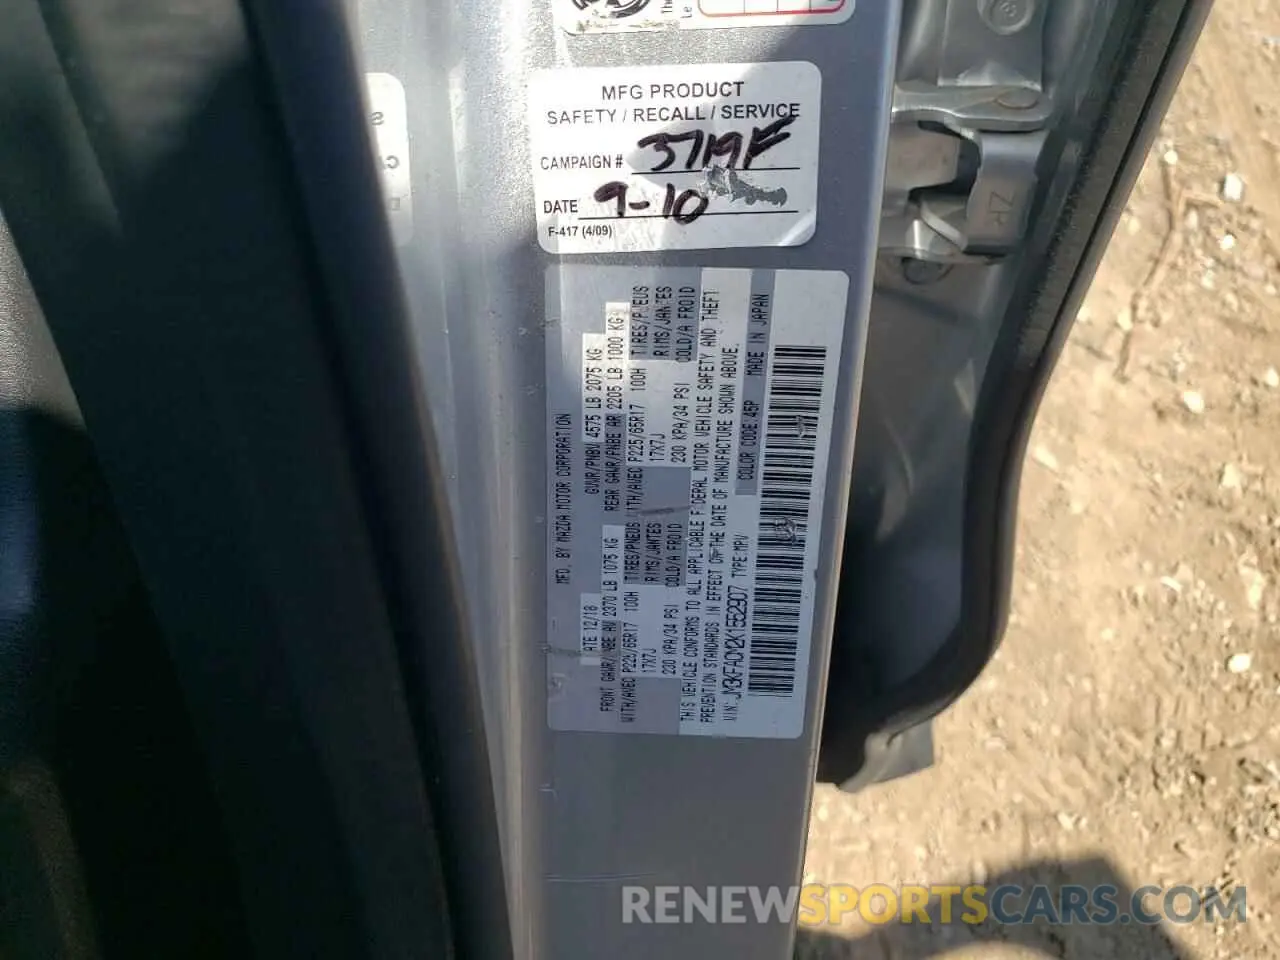 MFG PRODUCT
SAFETY / RECALL / SERVICE
CAMPAIGN # 3719F
DATE 9-10
F-417 (4/09)
MFD. BY MAZDA MOTOR CORPORATION
ATE 12/18 GVWR/PNBV 4575 LB 2075 KG
FRONT GAWR/ NBE AV 2370 LB 1075 KG REAR GAWR/PNBE AR 2205 LB 1000 KG
WITH/AVEC P225/65R17 100H TIRES/PNEUS ITH/AVEC P225/65R17 100H TIRES/PNEUS
17X7J RIMS/JANTES 17X7J RIMS/JANTES
230 KPA/34 PSI COLD/A FROID 230 KPA/34 PSI COLD/A FROID
THIS VEHICLE CONFORMS TO ALL APPLICABLE FEDERAL MOTOR VEHICLE SAFETY AND THEFT
PREVENTION STANDARDS IN EFFECT ON THE DATE OF MANUFACTURE SHOWN ABOVE.
VIN: JM3KFACM2K1552907 TYPE:MPV COLOR CODE:45P MADE IN JAPAN
RENEWSPORTSCARS.COM